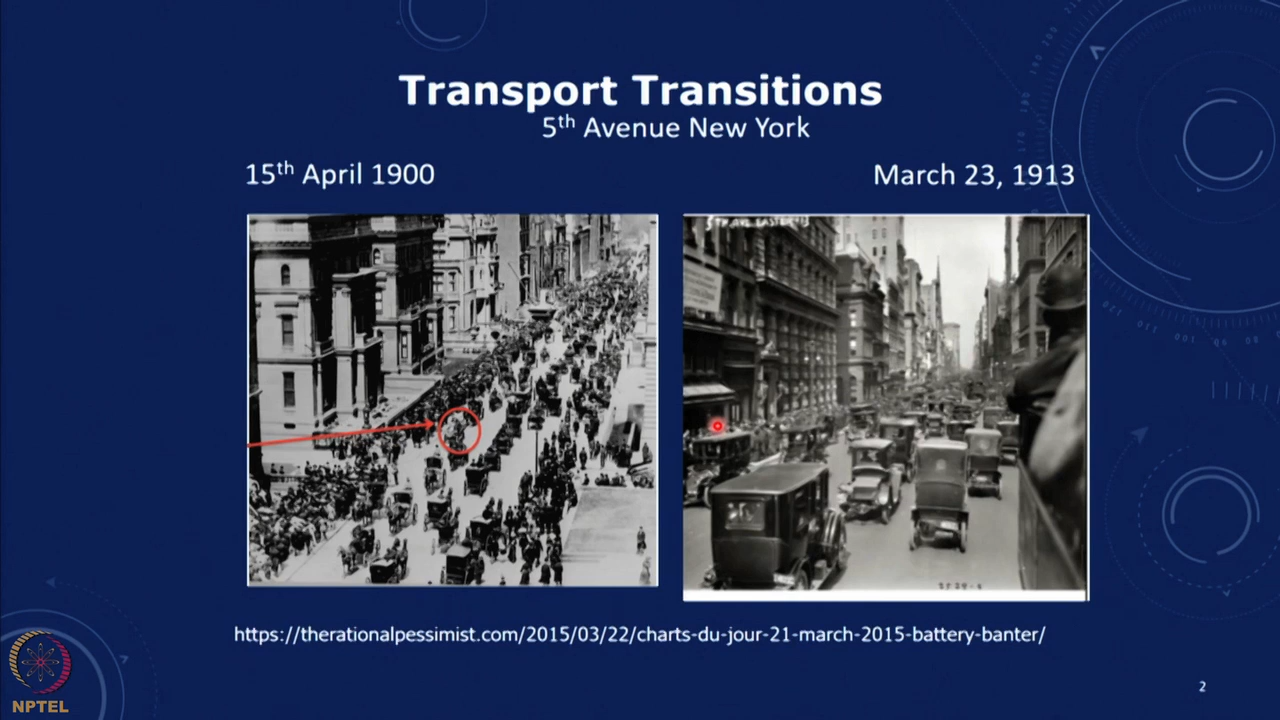 Transport Transitions
5th Avenue New York
15th April 1900
March 23, 1913
https://therationalpessimist.com/2015/03/22/charts-du-jour-21-march-2015-battery-banter/
2
NPTEL